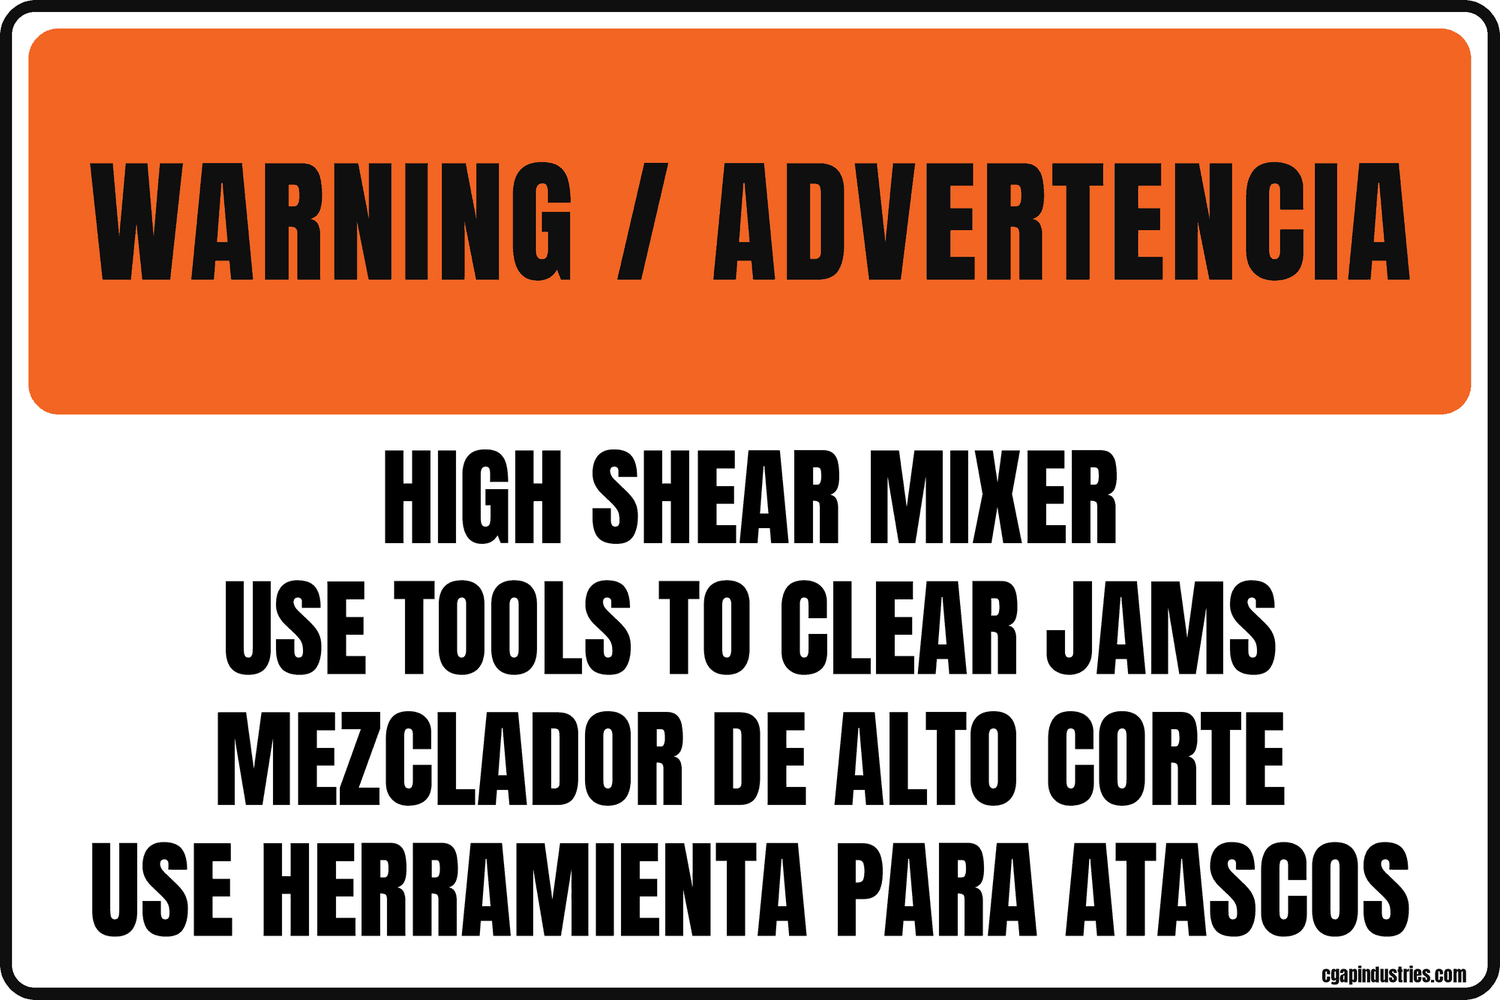 WARNING / ADVERTENCIA
HIGH SHEAR MIXER
USE TOOLS TO CLEAR JAMS
MEZCLADOR DE ALTO CORTE
USE HERRAMIENTA PARA ATASCOS
cgapindustries.com